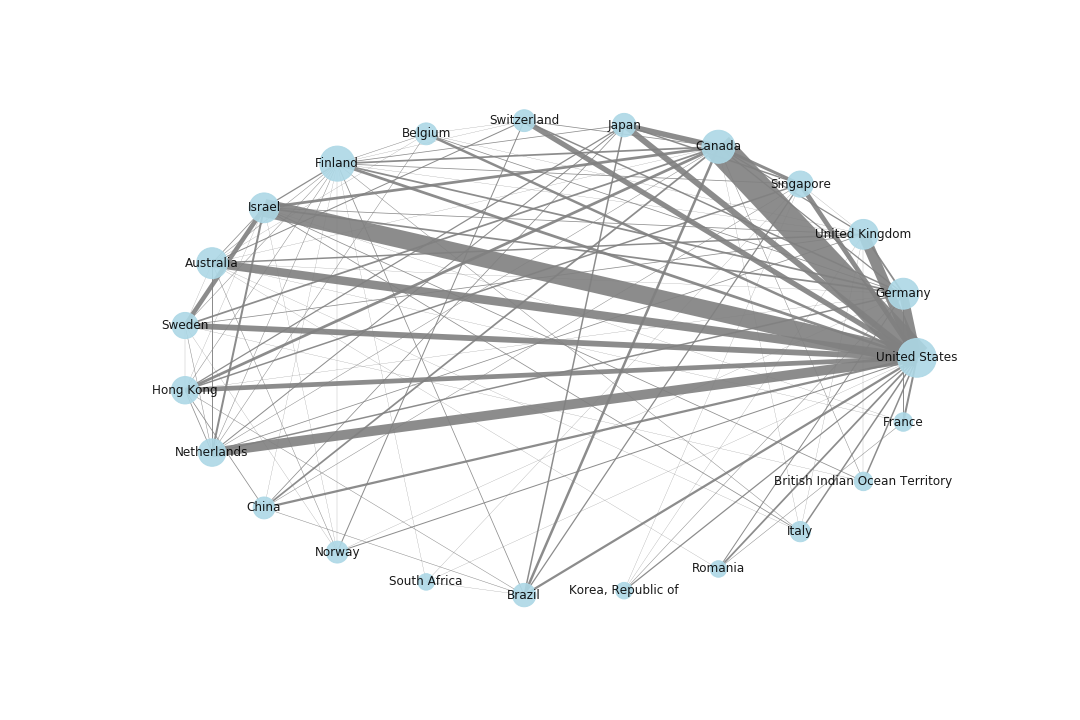 Switzerland
Japan
Belgium
Canada
Finland
Singapore
Israel
United Kingdom
Australia
Germany
Sweden
United States
Hong Kong
France
Netherlands
British Indian Ocean Territory
China
Italy
Norway
Romania
South Africa
Korea, Republic of
Brazil